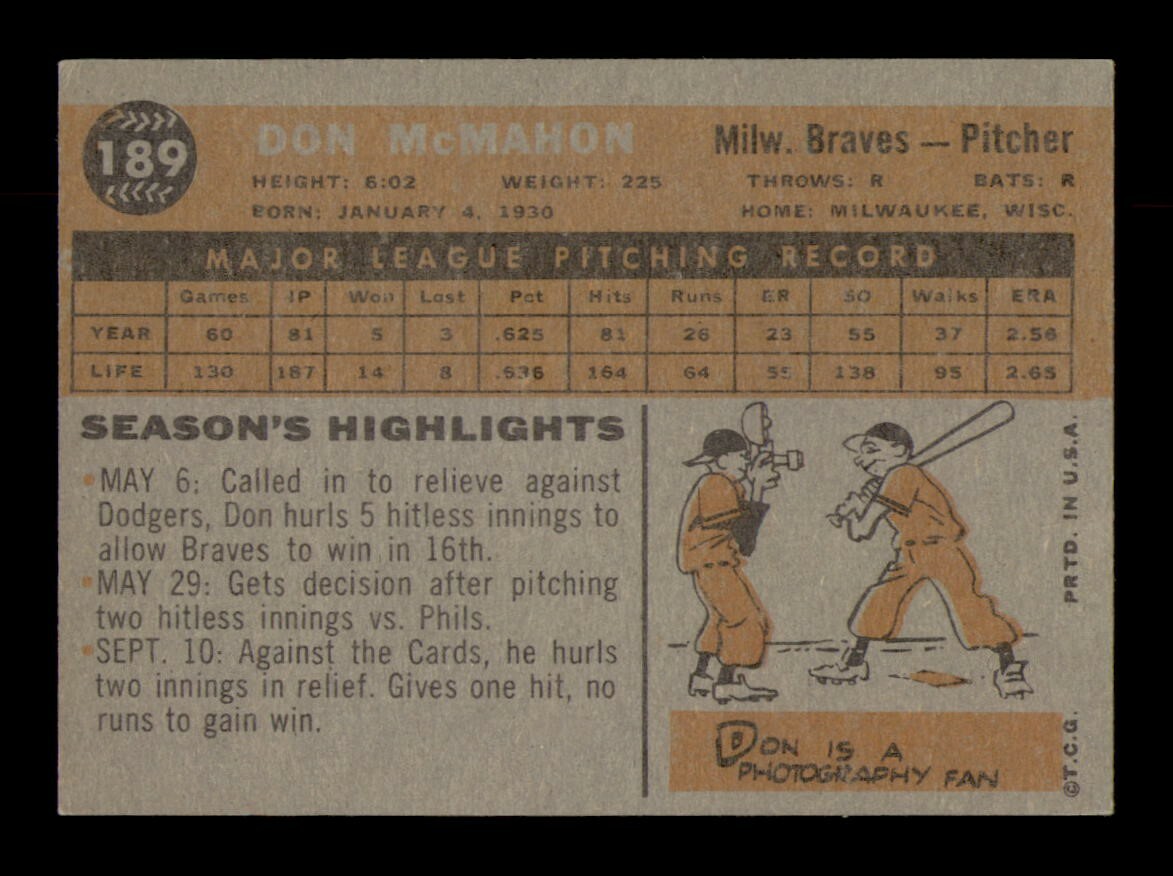 189
DON McMAHON
Milw. Braves — Pitcher
HEIGHT: 6:02 WEIGHT: 225 THROWS: R BATS: R
BORN: JANUARY 4, 1930 HOME: MILWAUKEE, WISC.
MAJOR LEAGUE PITCHING RECORD
Games IP Won Lost Pct Hits Runs ER SO Walks ERA
YEAR 60 81 5 3 .625 81 26 23 55 37 2.56
LIFE 130 187 14 8 .636 164 64 55 138 95 2.65
SEASON'S HIGHLIGHTS
•MAY 6: Called in to relieve against
Dodgers, Don hurls 5 hitless innings to
allow Braves to win in 16th.
•MAY 29: Gets decision after pitching
two hitless innings vs. Phils.
•SEPT. 10: Against the Cards, he hurls
two innings in relief. Gives one hit, no
runs to gain win.
DON IS A
PHOTOGRAPHY FAN
©T.C.G. PRTD. IN U.S.A.